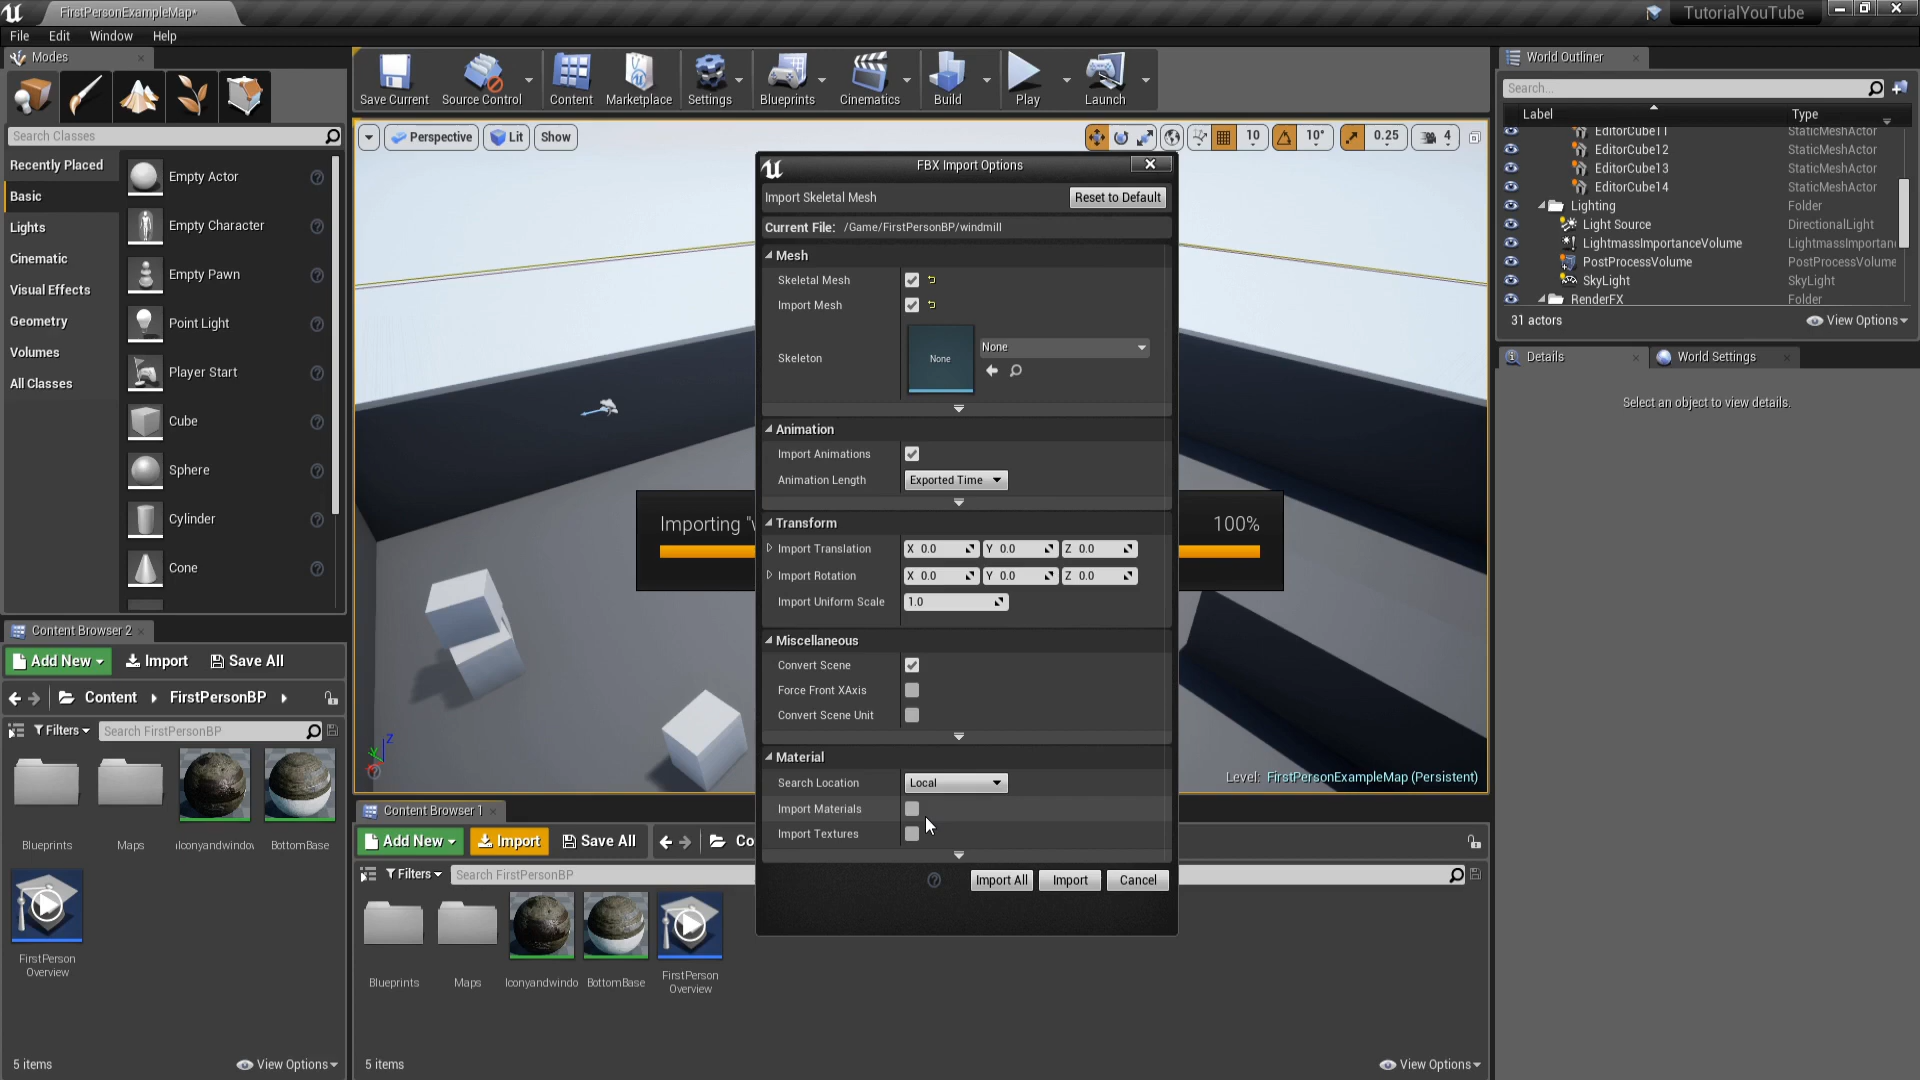 FirstPersonExampleMap*
TutorialYouTube
File Edit Window Help
Modes
Search Classes
Recently Placed
Basic
Lights
Cinematic
Visual Effects
Geometry
Volumes
All Classes
Empty Actor
Empty Character
Empty Pawn
Point Light
Player Start
Cube
Sphere
Cylinder
Cone
Save Current Source Control Content Marketplace Settings Blueprints Cinematics Build Play Launch
Perspective Lit Show
10 10° 0.25 4
FBX Import Options
Import Skeletal Mesh Reset to Default
Current File: /Game/FirstPersonBP/windmill
Mesh
Skeletal Mesh
Import Mesh
Skeleton None None
Animation
Import Animations
Animation Length Exported Time
Transform
Import Translation X 0.0 Y 0.0 Z 0.0
Import Rotation X 0.0 Y 0.0 Z 0.0
Import Uniform Scale 1.0
Miscellaneous
Convert Scene
Force Front XAxis
Convert Scene Unit
Material
Search Location Local
Import Materials
Import Textures
Import All Import Cancel
Importing "
100%
Z
Y
Level: FirstPersonExampleMap (Persistent)
World Outliner
Search...
Label Type
EditorCube11 StaticMeshActor
EditorCube12 StaticMeshActor
EditorCube13 StaticMeshActor
EditorCube14 StaticMeshActor
Lighting Folder
Light Source DirectionalLight
LightmassImportanceVolume LightmassImportan
PostProcessVolume PostProcessVolume
SkyLight SkyLight
RenderFX Folder
31 actors View Options
Details World Settings
Select an object to view details.
Content Browser 2
Add New Import Save All
Content FirstPersonBP
Filters Search FirstPersonBP
Blueprints Maps lconyandwindov BottomBase
FirstPerson
Overview
5 items View Options
Content Browser 1
Add New Import Save All Co
Filters Search FirstPersonBP
Blueprints Maps lconyandwindo BottomBase FirstPerson
Overview
5 items View Options